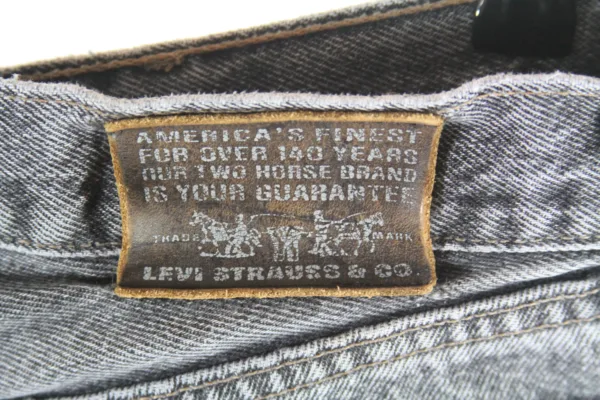 AMERICA'S FINEST
FOR OVER 140 YEARS
OUR TWO HORSE BRAND
IS YOUR GUARANTEE
TRADE MARK
LEVI STRAUSS & CO.